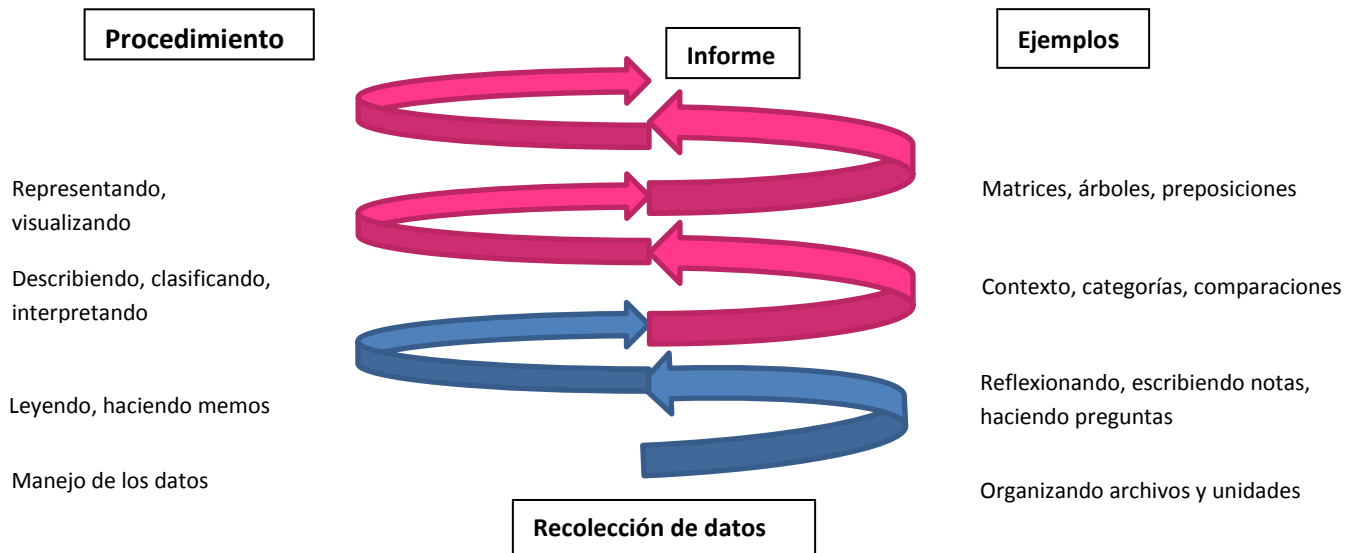 Procedimiento
Informe
Ejemplos
Representando,
visualizando
Matrices, árboles, preposiciones
Describiendo, clasificando,
interpretando
Contexto, categorías, comparaciones
Leyendo, haciendo memos
Reflexionando, escribiendo notas,
haciendo preguntas
Manejo de los datos
Organizando archivos y unidades
Recolección de datos